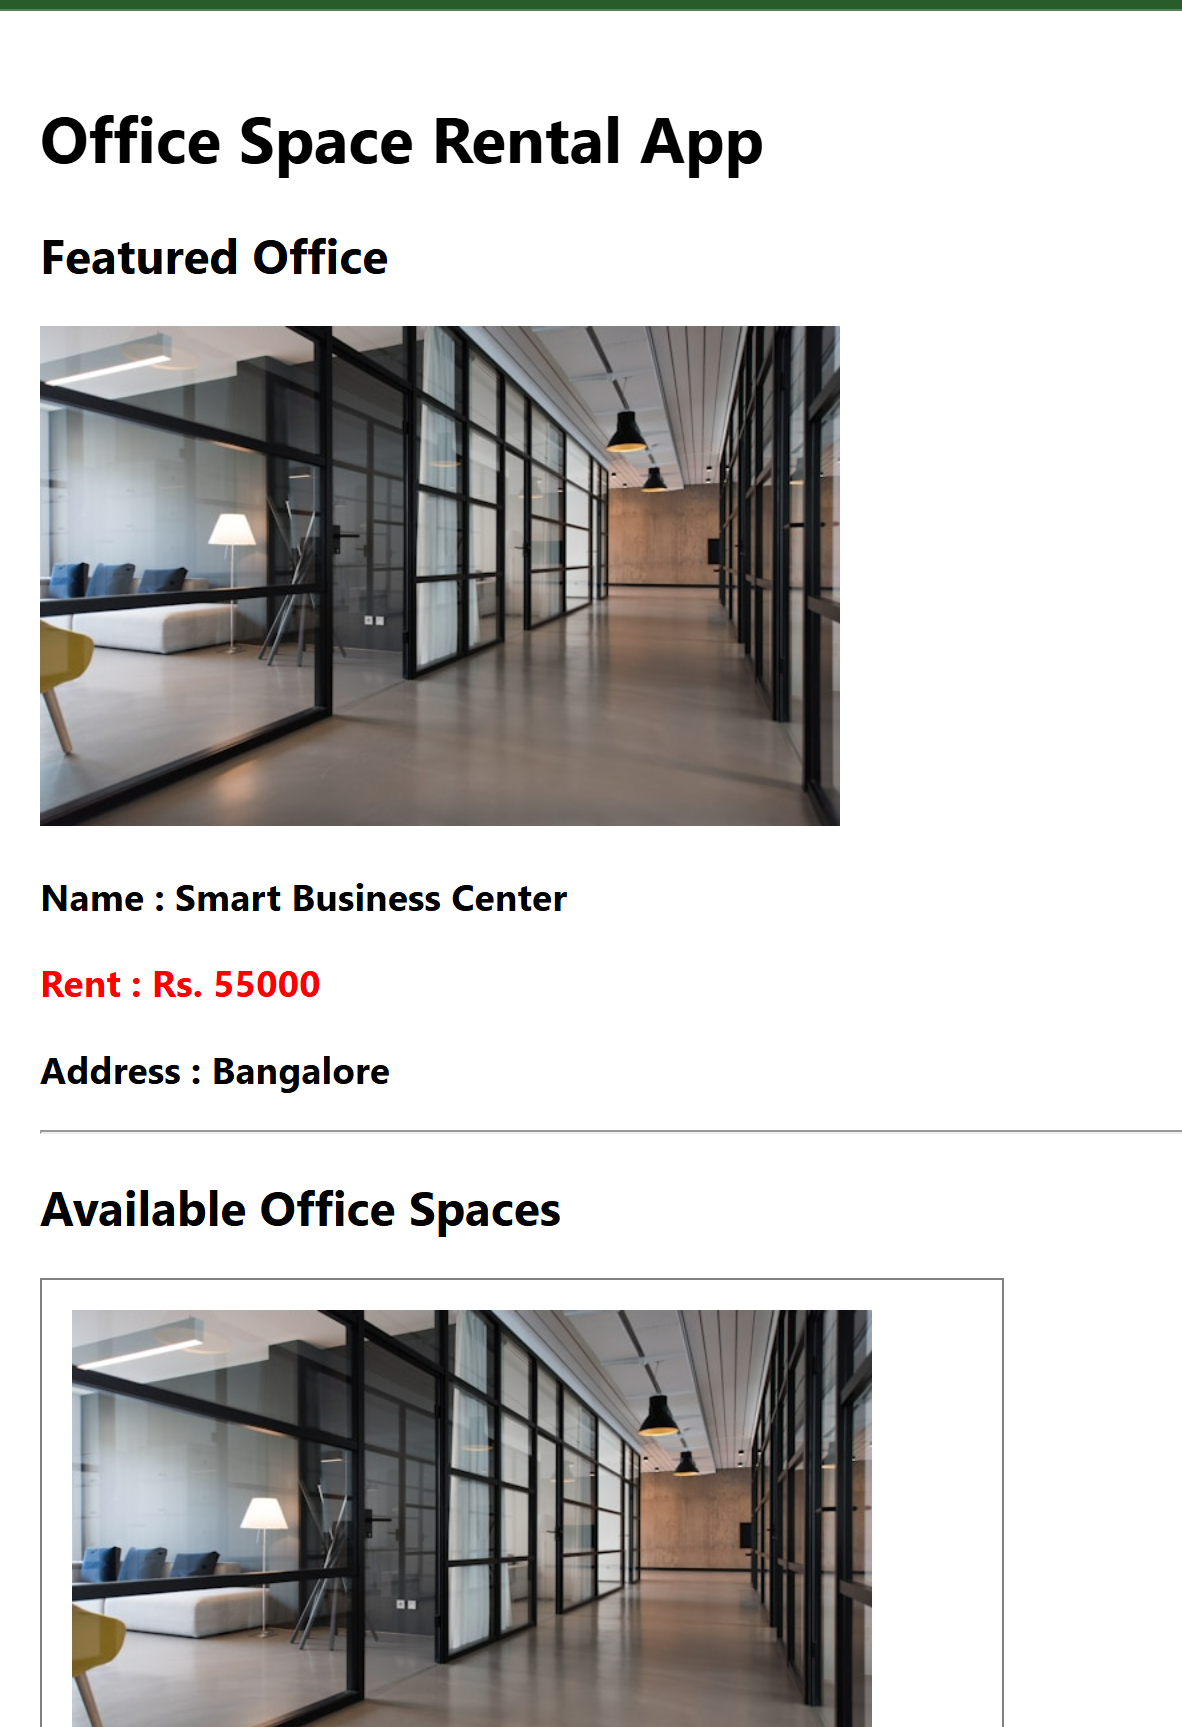 Office Space Rental App
Featured Office
Name : Smart Business Center
Rent : Rs. 55000
Address : Bangalore
Available Office Spaces